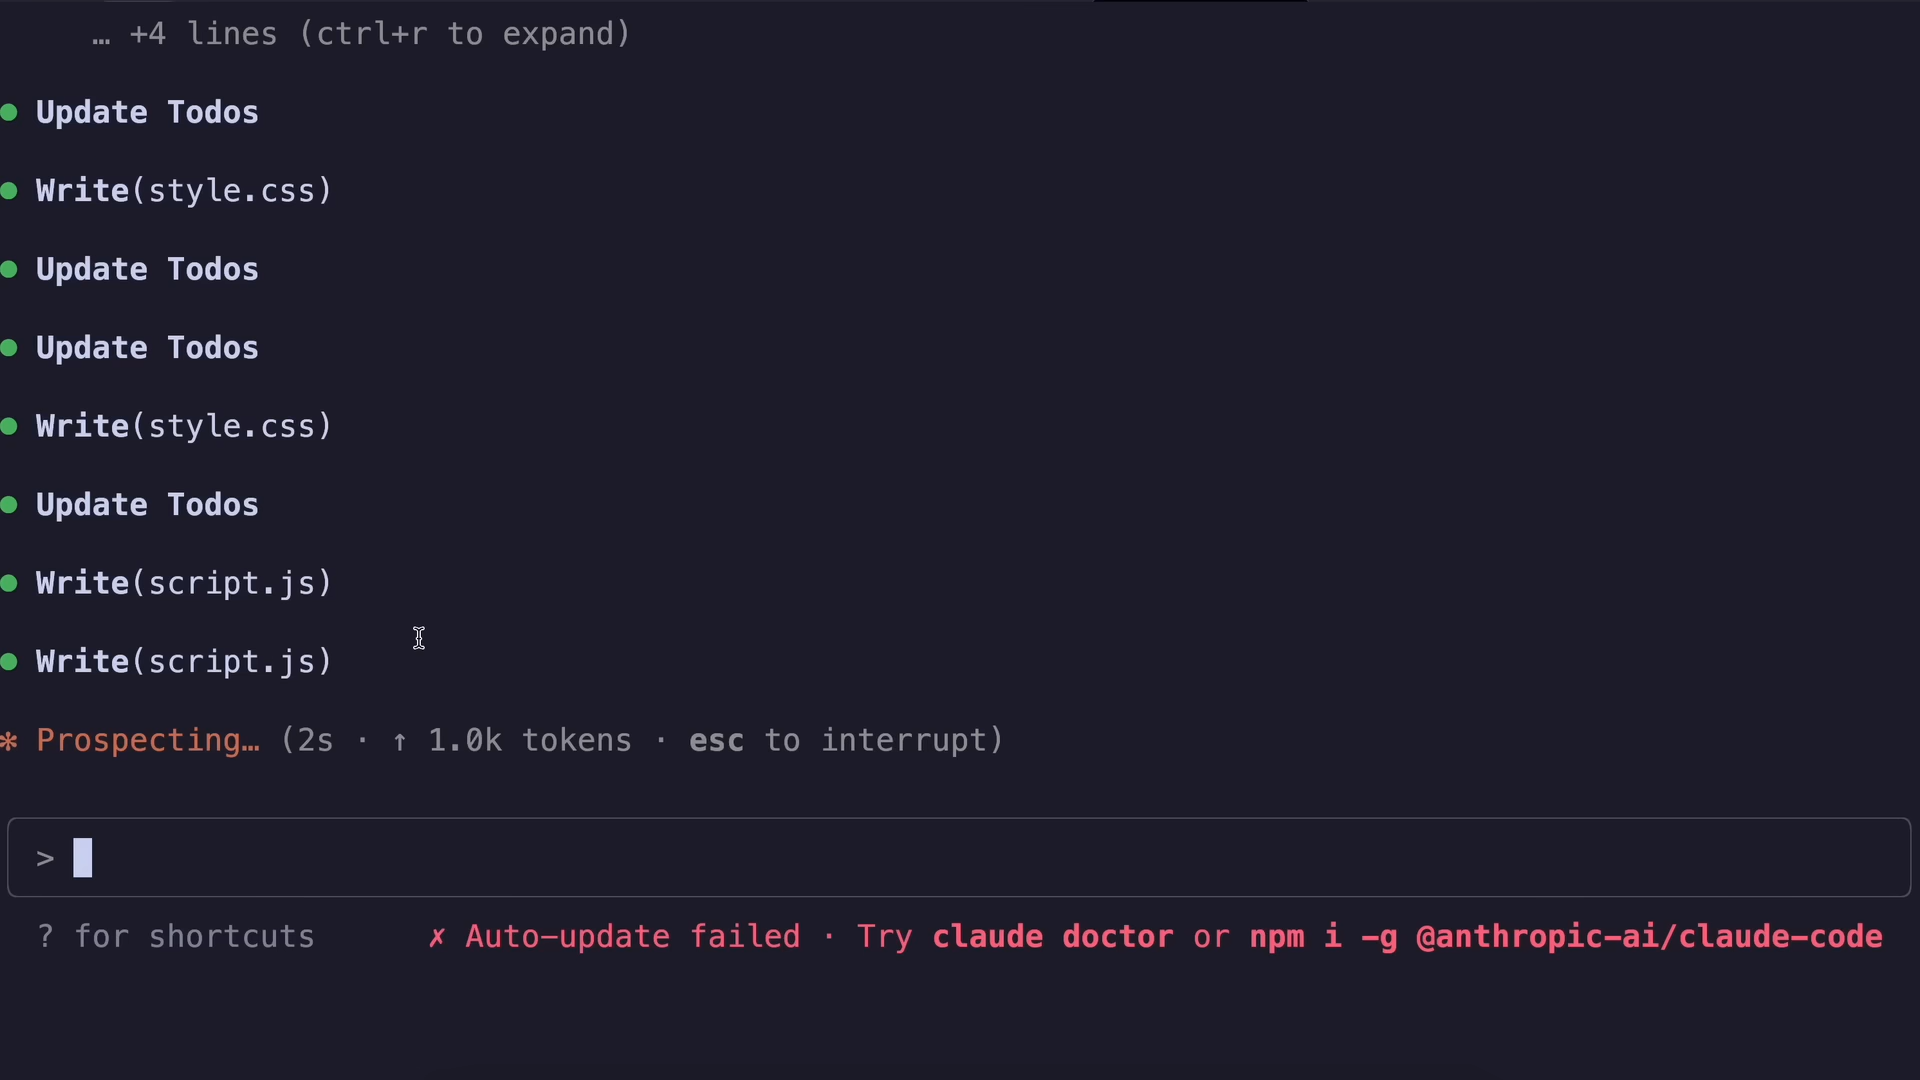 … +4 lines (ctrl+r to expand)
● Update Todos
● Write(style.css)
● Update Todos
● Update Todos
● Write(style.css)
● Update Todos
● Write(script.js)
● Write(script.js)
✻ Prospecting… (2s · ↑ 1.0k tokens · esc to interrupt)
>
? for shortcuts ✗ Auto-update failed · Try claude doctor or npm i -g @anthropic-ai/claude-code